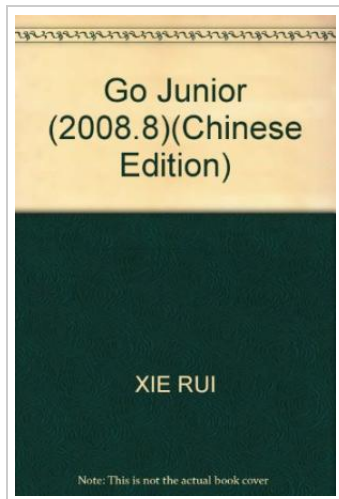 Go Junior
(2008.8)(Chinese
Edition)
XIE RUI
Note: This is not the actual book cover